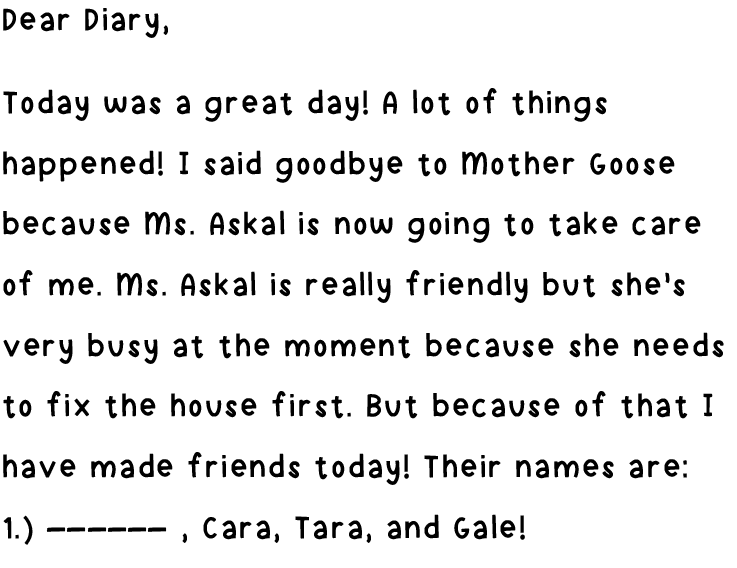 Dear Diary,
Today was a great day! A lot of things
happened! I said goodbye to Mother Goose
because Ms. Askal is now going to take care
of me. Ms. Askal is really friendly but she's
very busy at the moment because she needs
to fix the house first. But because of that I
have made friends today! Their names are:
1.) ------ , Cara, Tara, and Gale!